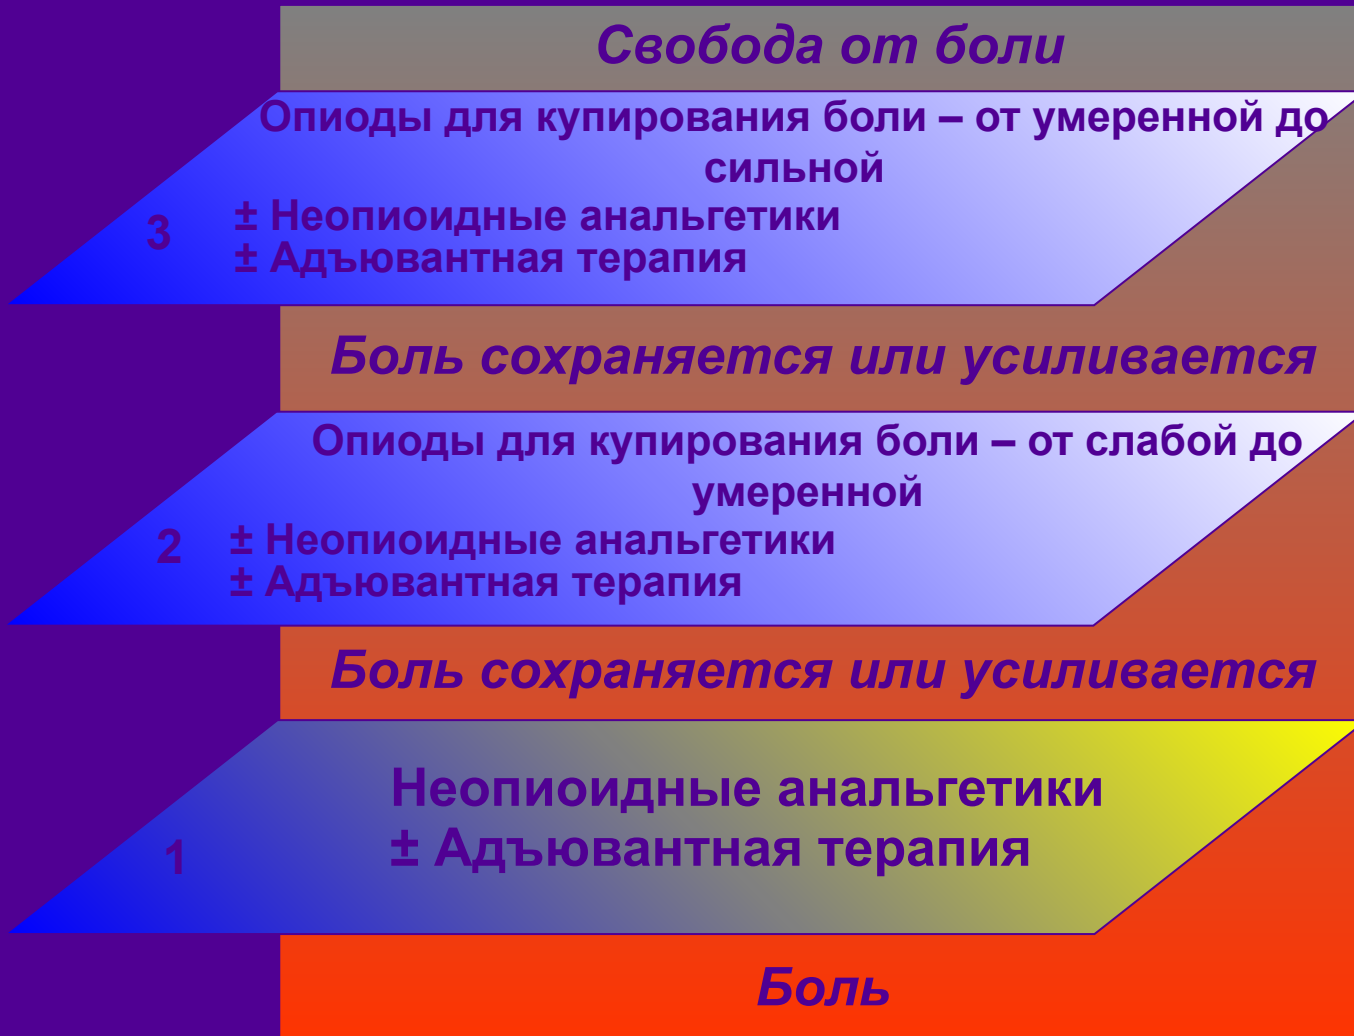 Свобода от боли
Опиоды для купирования боли – от умеренной до
сильной
3
± Неопиоидные анальгетики
± Адъювантная терапия
Боль сохраняется или усиливается
Опиоды для купирования боли – от слабой до
умеренной
2
± Неопиоидные анальгетики
± Адъювантная терапия
Боль сохраняется или усиливается
Неопиоидные анальгетики
± Адъювантная терапия
1
Боль